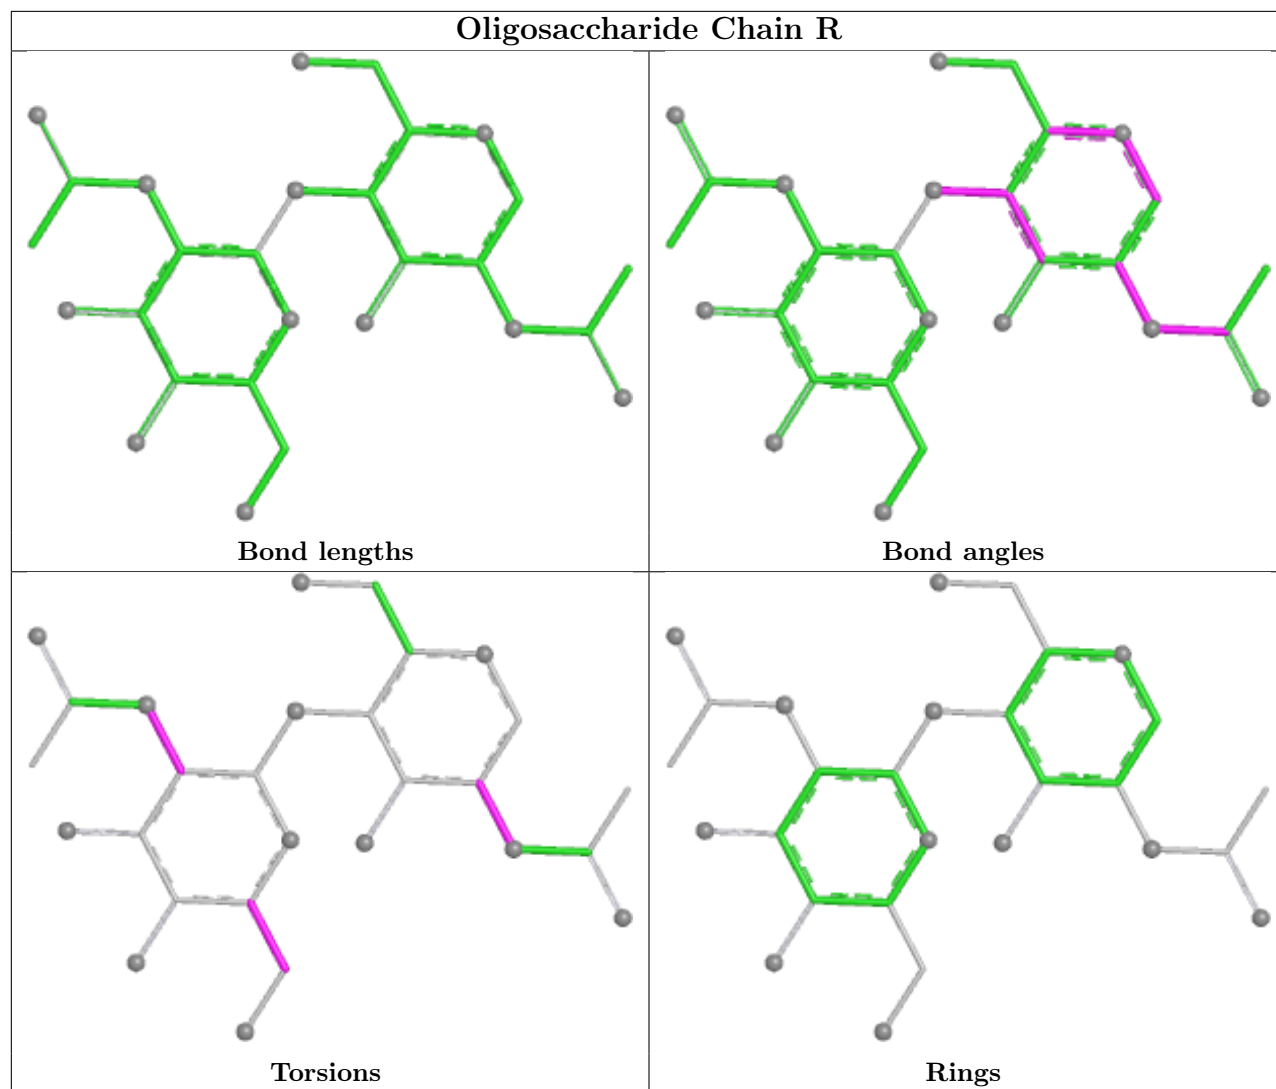 Oligosaccharide Chain R
Bond lengths
Bond angles
Torsions
Rings